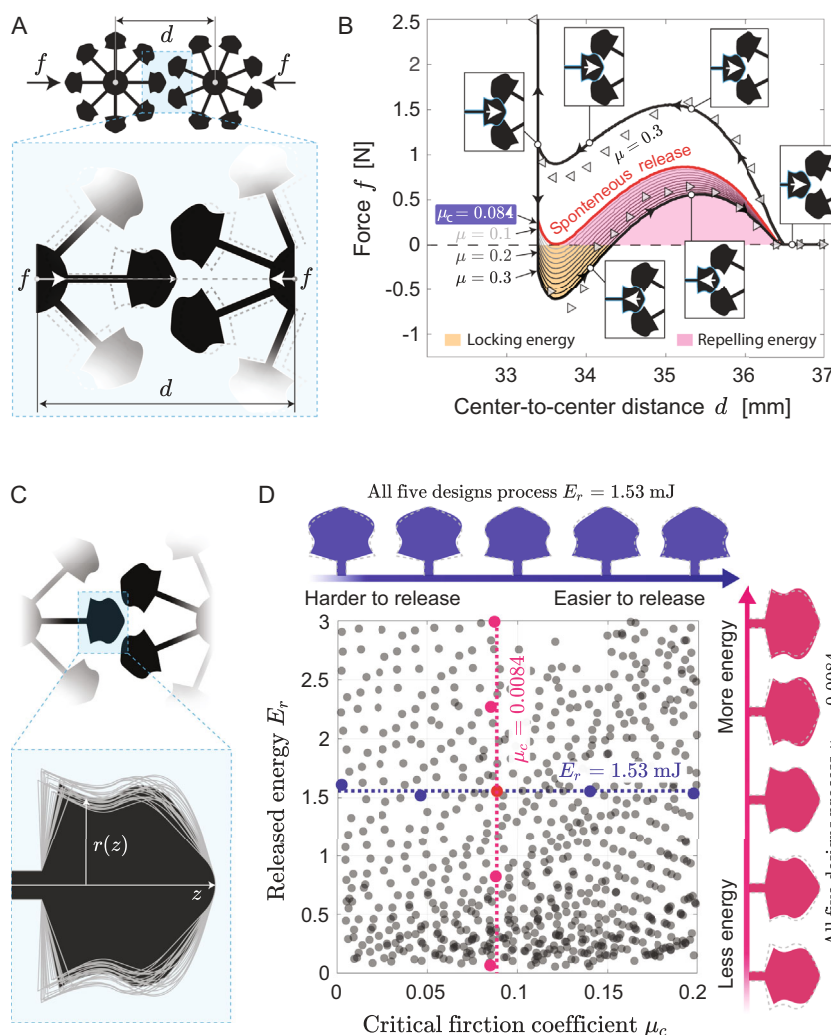 A
d
f
f
f
f
d
B
Force f [N]
2.5
2
1.5
1
0.5
0
-0.5
-1
μ = 0.3
Sponteneous release
μc = 0.084
μ = 0.1
μ = 0.2
μ = 0.3
Locking energy
Repelling energy
33
34
35
36
37
Center-to-center distance d [mm]
C
r(z)
z
D
All five designs process Er = 1.53 mJ
Harder to release
Easier to release
Released energy Er
3
2.5
2
1.5
1
0.5
0
μc = 0.0084
Er = 1.53 mJ
0
0.05
0.1
0.15
0.2
Critical firction coefficient μc
More energy
Less energy